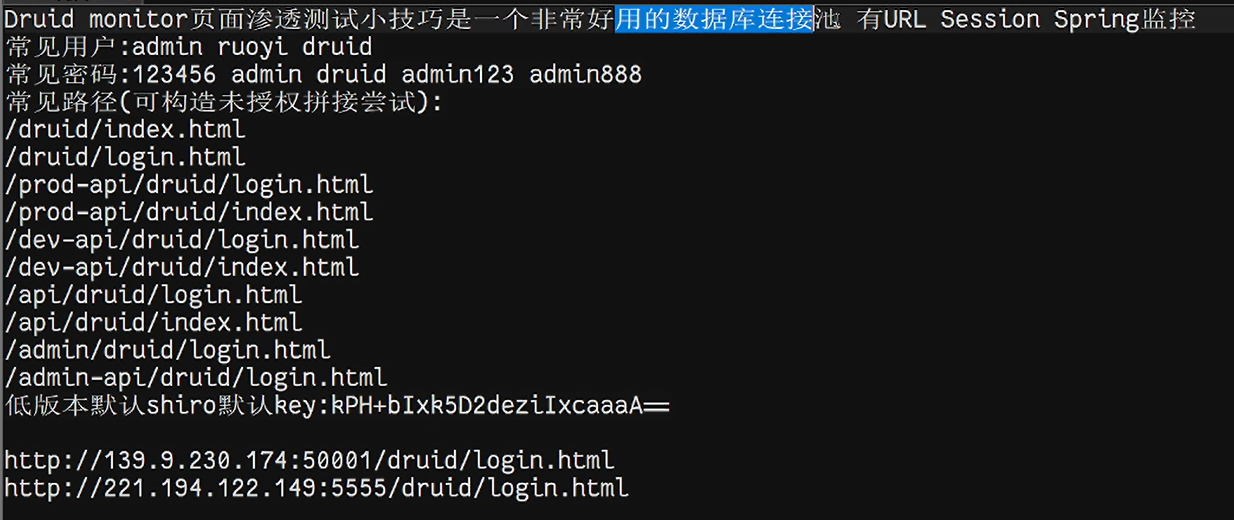 Druid monitor页面渗透测试小技巧是一个非常好用的数据库连接池 有URL Session Spring监控
常见用户:admin ruoyi druid
常见密码:123456 admin druid admin123 admin888
常见路径(可构造未授权拼接尝试):
/druid/index.html
/druid/login.html
/prod-api/druid/login.html
/prod-api/druid/index.html
/dev-api/druid/login.html
/dev-api/druid/index.html
/api/druid/login.html
/api/druid/index.html
/admin/druid/login.html
/admin-api/druid/login.html
低版本默认shiro默认key:kPH+bIxk5D2deziIxcaaaA==
http://139.9.230.174:50001/druid/login.html
http://221.194.122.149:5555/druid/login.html